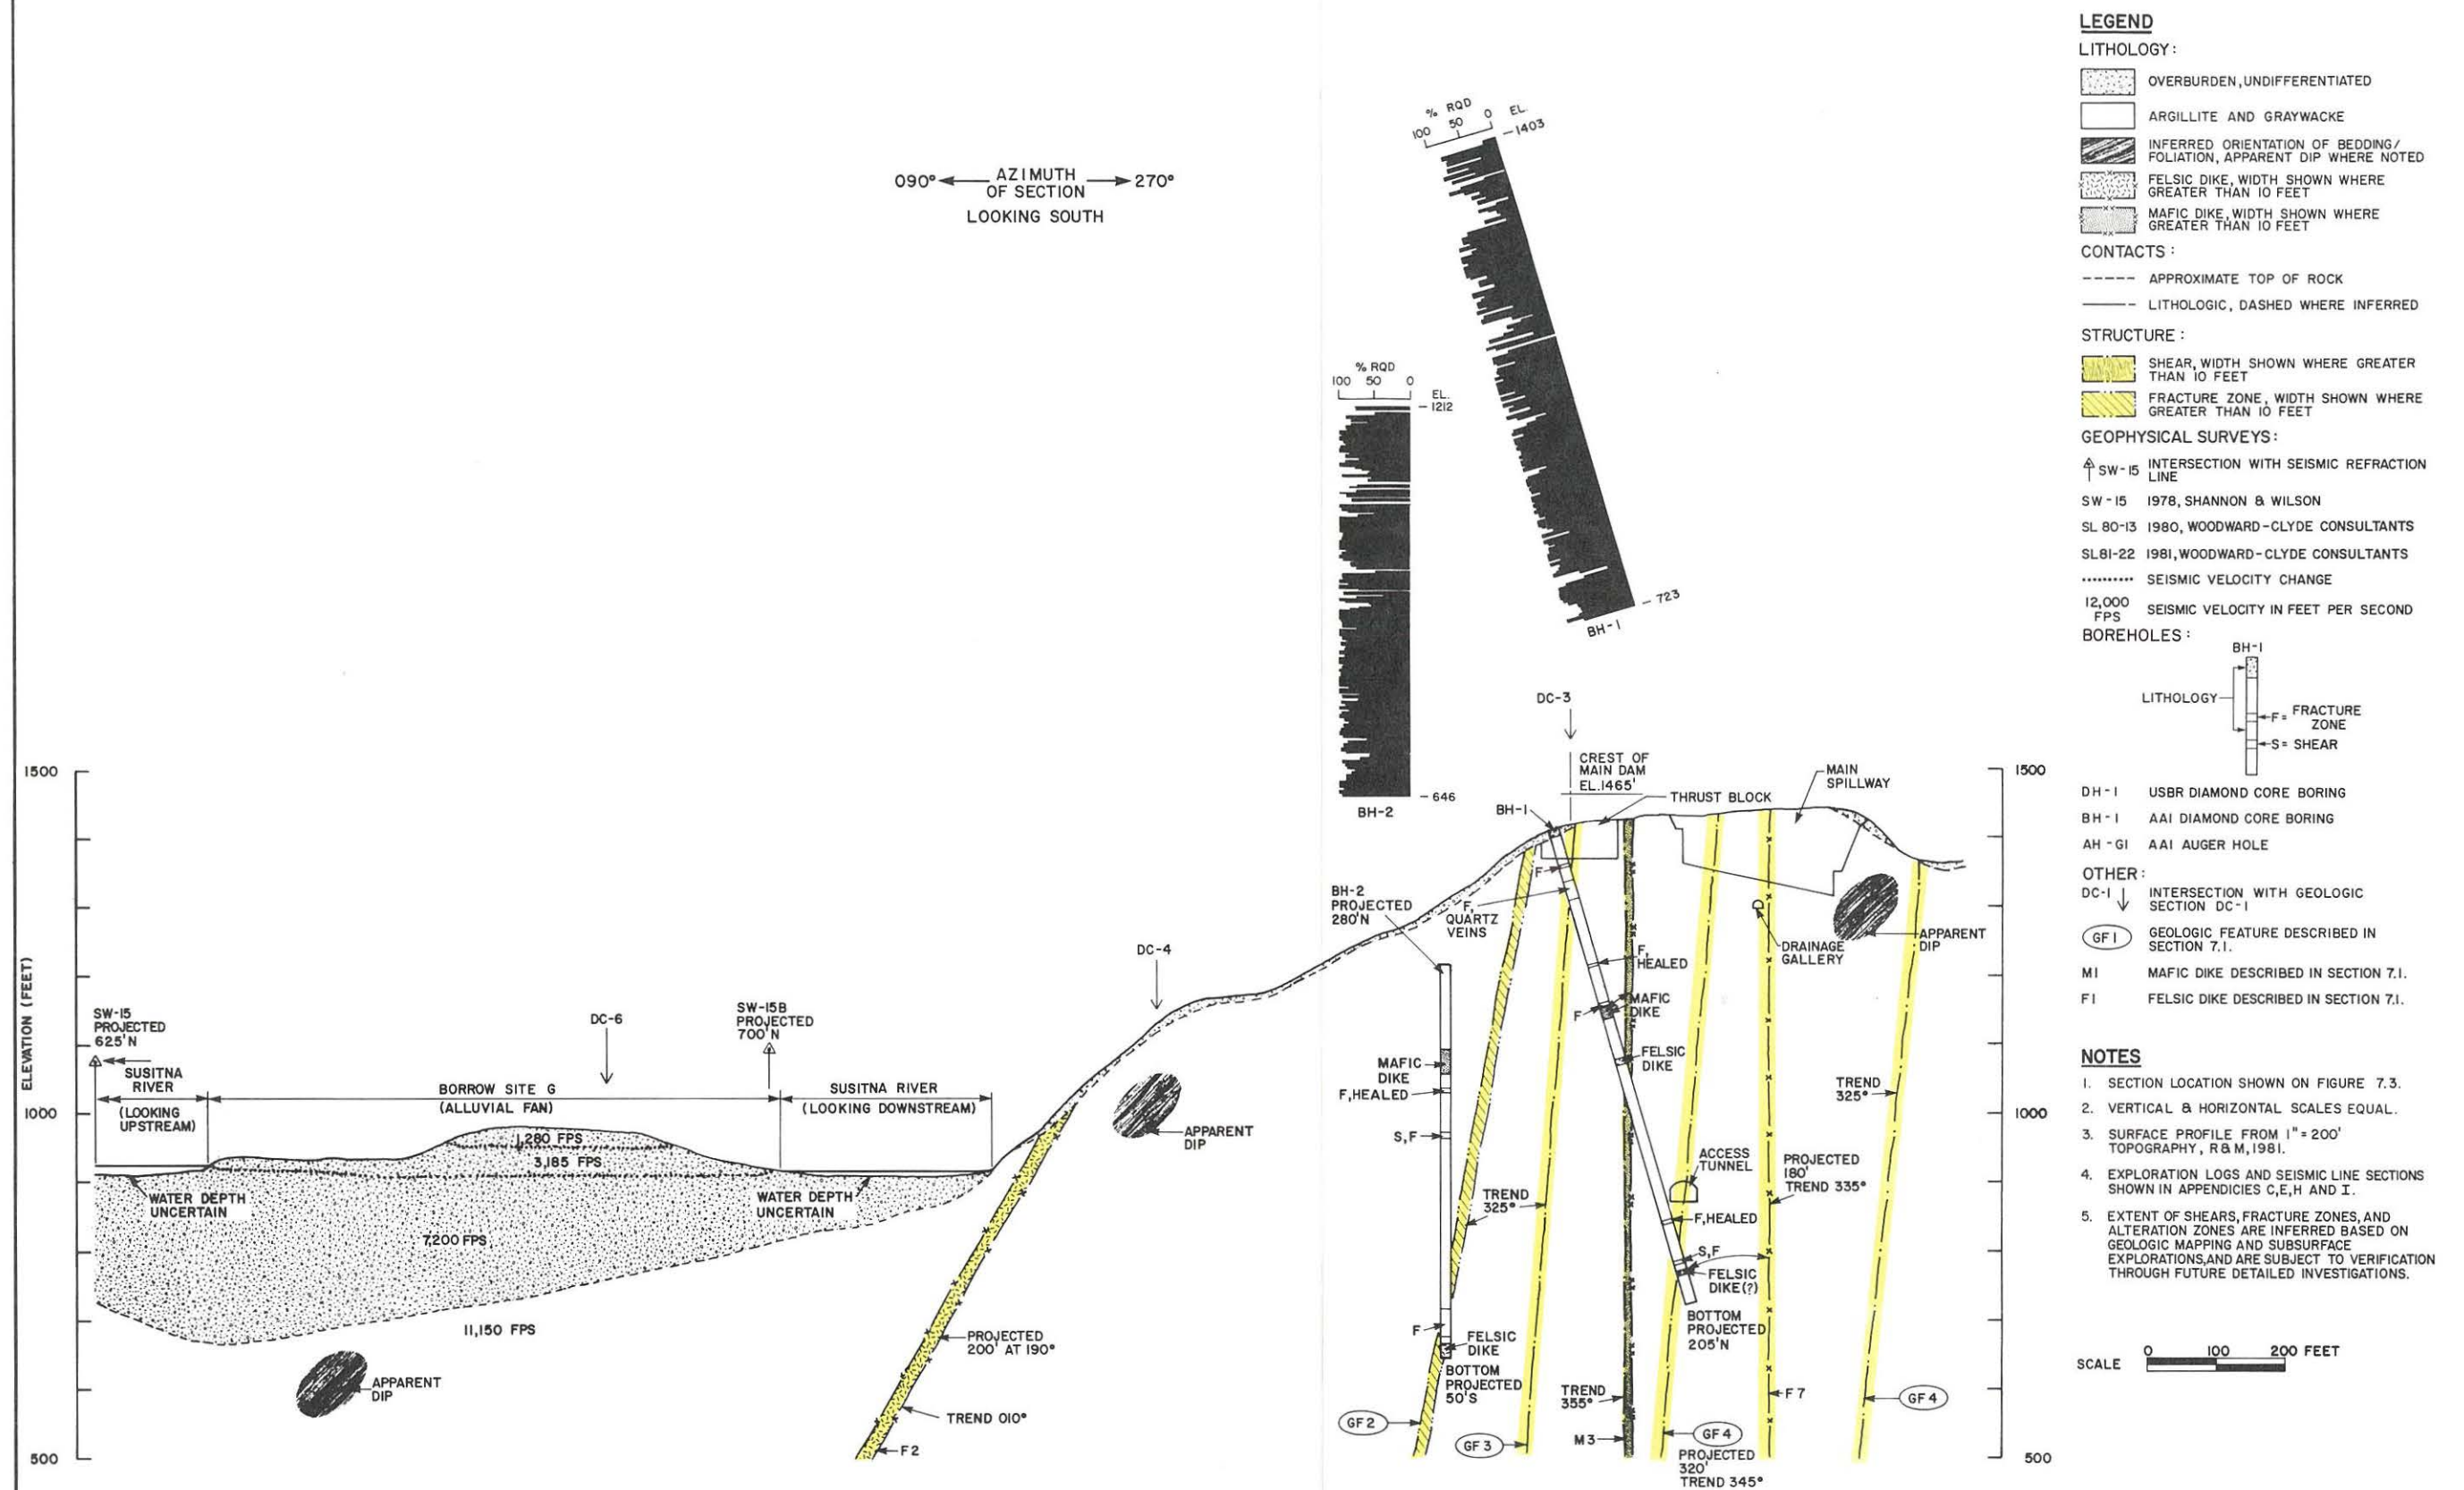 090° AZIMUTH 270°
OF SECTION
LOOKING SOUTH
% RQD
100 50 0 EL.
1403
723
BH-1
% RQD
100 50 0
EL.
1212
646
BH-2
DC-3
CREST OF
MAIN DAM
EL.1465'
THRUST BLOCK
MAIN
SPILLWAY
BH-1
1500
1000
500
ELEVATION (FEET)
1500
1000
500
SW-15
PROJECTED
625'N
SUSITNA
RIVER
(LOOKING
UPSTREAM)
DC-6
BORROW SITE G
(ALLUVIAL FAN)
SW-15B
PROJECTED
700'N
SUSITNA RIVER
(LOOKING DOWNSTREAM)
DC-4
APPARENT
DIP
1,280 FPS
3,185 FPS
WATER DEPTH
UNCERTAIN
WATER DEPTH
UNCERTAIN
7,200 FPS
11,150 FPS
APPARENT
DIP
PROJECTED
200' AT 190°
TREND 010°
F2
BH-2
PROJECTED
280'N
F
F,
QUARTZ
VEINS
F,
HEALED
MAFIC
DIKE
F
FELSIC
DIKE
MAFIC
DIKE
F,HEALED
S,F
TREND
325°
F
FELSIC
DIKE
BOTTOM
PROJECTED
50'S
GF2
GF3
TREND
355°
M3
DRAINAGE
GALLERY
APPARENT
DIP
TREND
325°
ACCESS
TUNNEL
PROJECTED
180'
TREND 335°
F,HEALED
S,F
FELSIC
DIKE(?)
BOTTOM
PROJECTED
205'N
F7
GF4
GF4
PROJECTED
320'
TREND 345°
LEGEND
LITHOLOGY:
OVERBURDEN,UNDIFFERENTIATED
ARGILLITE AND GRAYWACKE
INFERRED ORIENTATION OF BEDDING/
FOLIATION, APPARENT DIP WHERE NOTED
FELSIC DIKE, WIDTH SHOWN WHERE
GREATER THAN 10 FEET
MAFIC DIKE, WIDTH SHOWN WHERE
GREATER THAN 10 FEET
CONTACTS:
APPROXIMATE TOP OF ROCK
LITHOLOGIC, DASHED WHERE INFERRED
STRUCTURE:
SHEAR, WIDTH SHOWN WHERE GREATER
THAN 10 FEET
FRACTURE ZONE, WIDTH SHOWN WHERE
GREATER THAN 10 FEET
GEOPHYSICAL SURVEYS:
SW-15 INTERSECTION WITH SEISMIC REFRACTION
LINE
SW-15 1978, SHANNON & WILSON
SL 80-13 1980, WOODWARD-CLYDE CONSULTANTS
SL81-22 1981, WOODWARD-CLYDE CONSULTANTS
SEISMIC VELOCITY CHANGE
12,000
FPS SEISMIC VELOCITY IN FEET PER SECOND
BOREHOLES:
BH-1
LITHOLOGY
F= FRACTURE
ZONE
S= SHEAR
DH-1 USBR DIAMOND CORE BORING
BH-1 AAI DIAMOND CORE BORING
AH-G1 AAI AUGER HOLE
OTHER:
DC-1 INTERSECTION WITH GEOLOGIC
SECTION DC-1
GF1 GEOLOGIC FEATURE DESCRIBED IN
SECTION 7.1.
M1 MAFIC DIKE DESCRIBED IN SECTION 7.1.
F1 FELSIC DIKE DESCRIBED IN SECTION 7.1.
NOTES
1. SECTION LOCATION SHOWN ON FIGURE 7.3.
2. VERTICAL & HORIZONTAL SCALES EQUAL.
3. SURFACE PROFILE FROM 1"=200'
TOPOGRAPHY, R&M, 1981.
4. EXPLORATION LOGS AND SEISMIC LINE SECTIONS
SHOWN IN APPENDICIES C,E,H AND I.
5. EXTENT OF SHEARS, FRACTURE ZONES, AND
ALTERATION ZONES ARE INFERRED BASED ON
GEOLOGIC MAPPING AND SUBSURFACE
EXPLORATIONS,AND ARE SUBJECT TO VERIFICATION
THROUGH FUTURE DETAILED INVESTIGATIONS.
SCALE 0 100 200 FEET